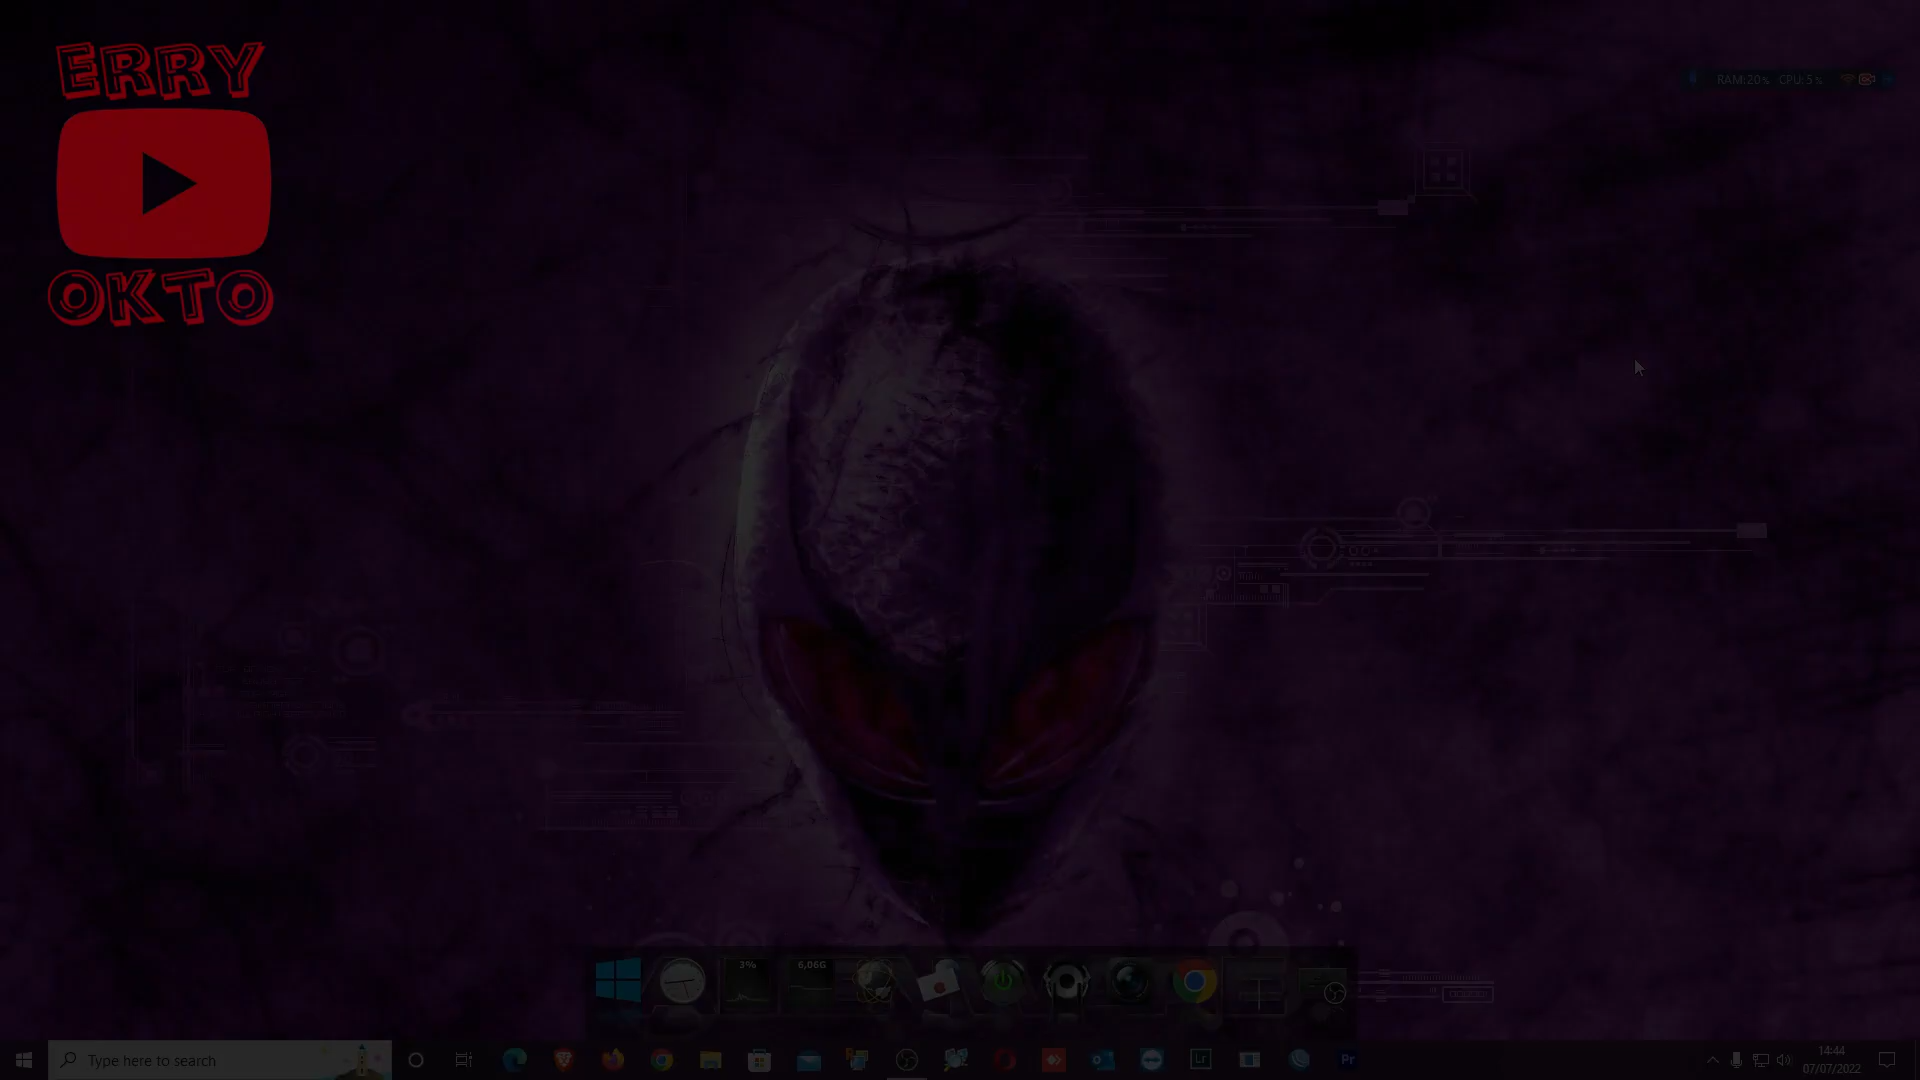 ERRY
OKTO
RAM:20% CPU:5%
3%
6,06G
Type here to search
Lr
Pr
14:44
07/07/2022